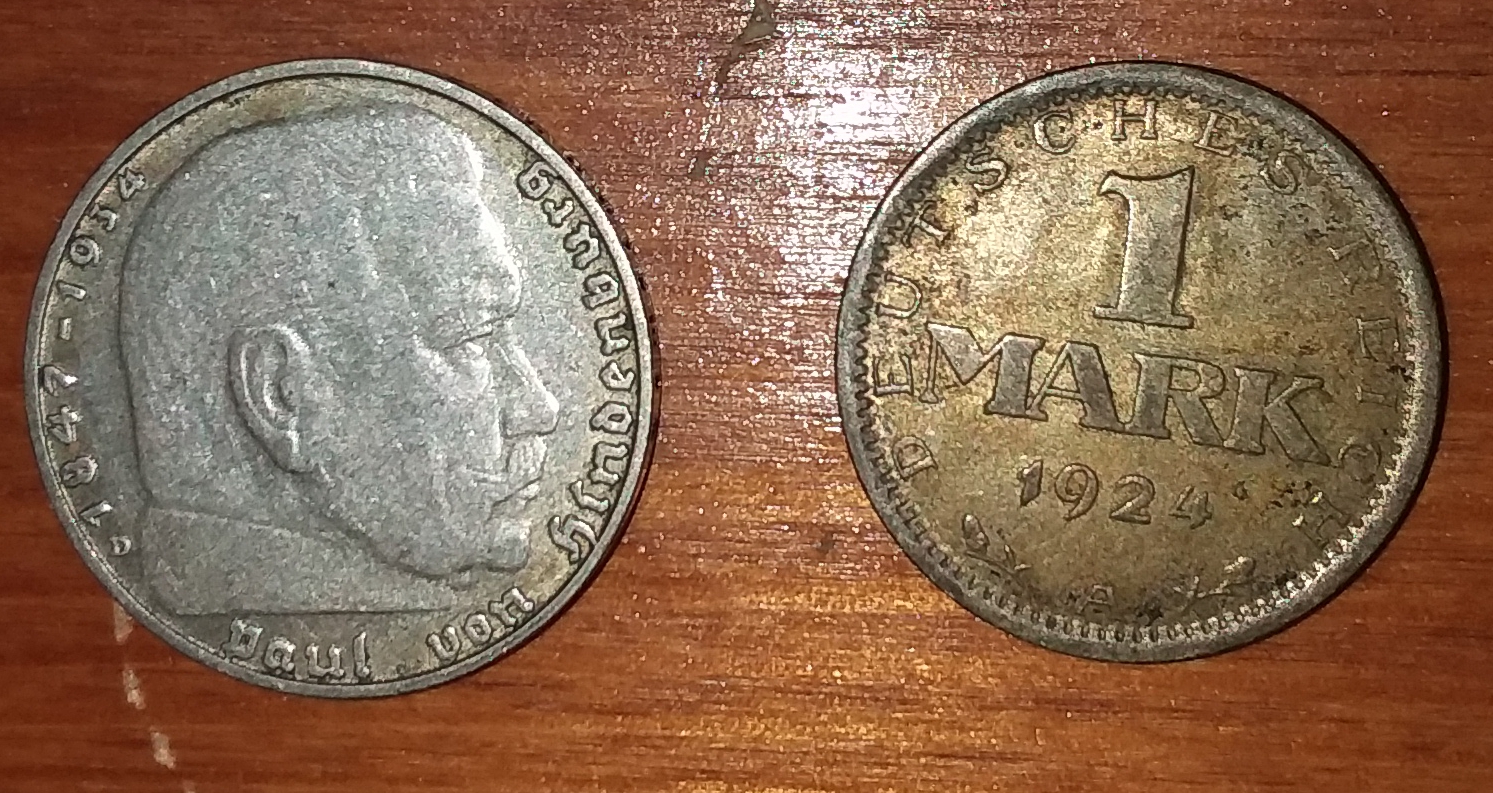 1847-1934
Paul von Hindenburg
D
DEUTSCHES REICH
1
MARK
1924
A